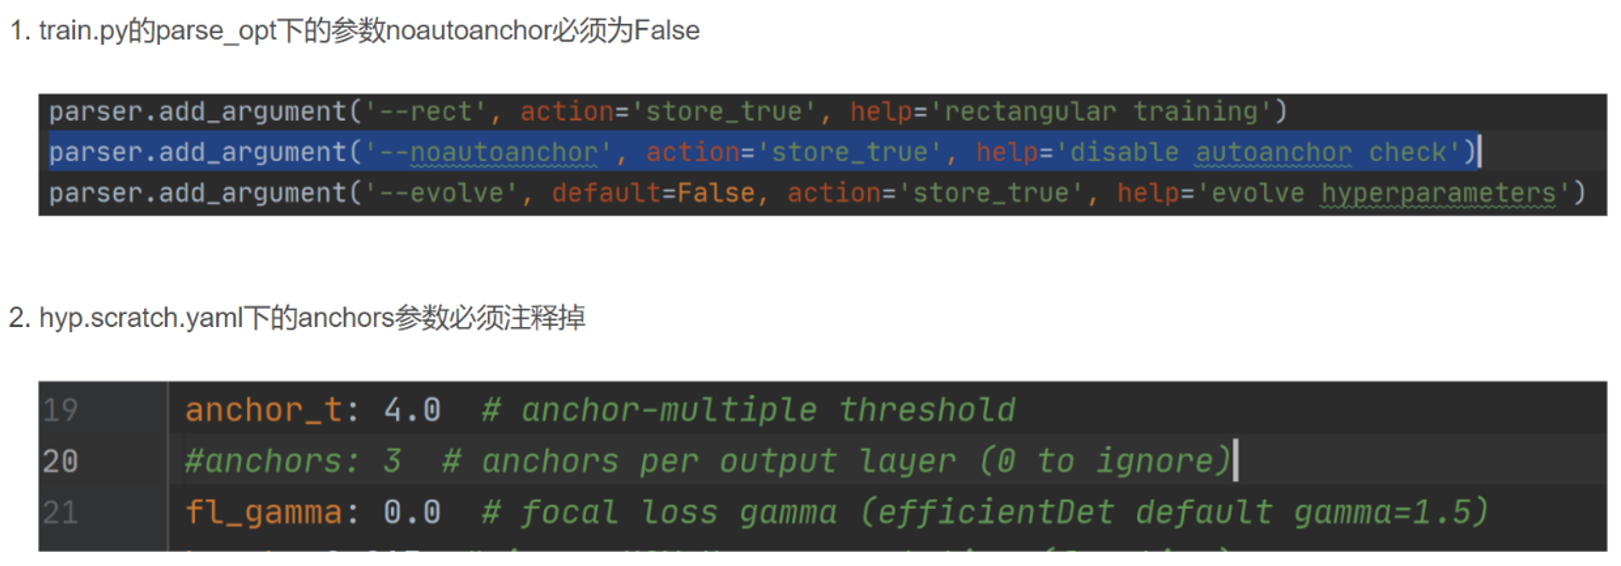 1. train.py的parse_opt下的参数noautoanchor必须为False
parser.add_argument('--rect', action='store_true', help='rectangular training')
parser.add_argument('--noautoanchor', action='store_true', help='disable autoanchor check')
parser.add_argument('--evolve', default=False, action='store_true', help='evolve hyperparameters')
2. hyp.scratch.yaml下的anchors参数必须注释掉
19 anchor_t: 4.0 # anchor-multiple threshold
20 #anchors: 3 # anchors per output layer (0 to ignore)
21 fl_gamma: 0.0 # focal loss gamma (efficientDet default gamma=1.5)